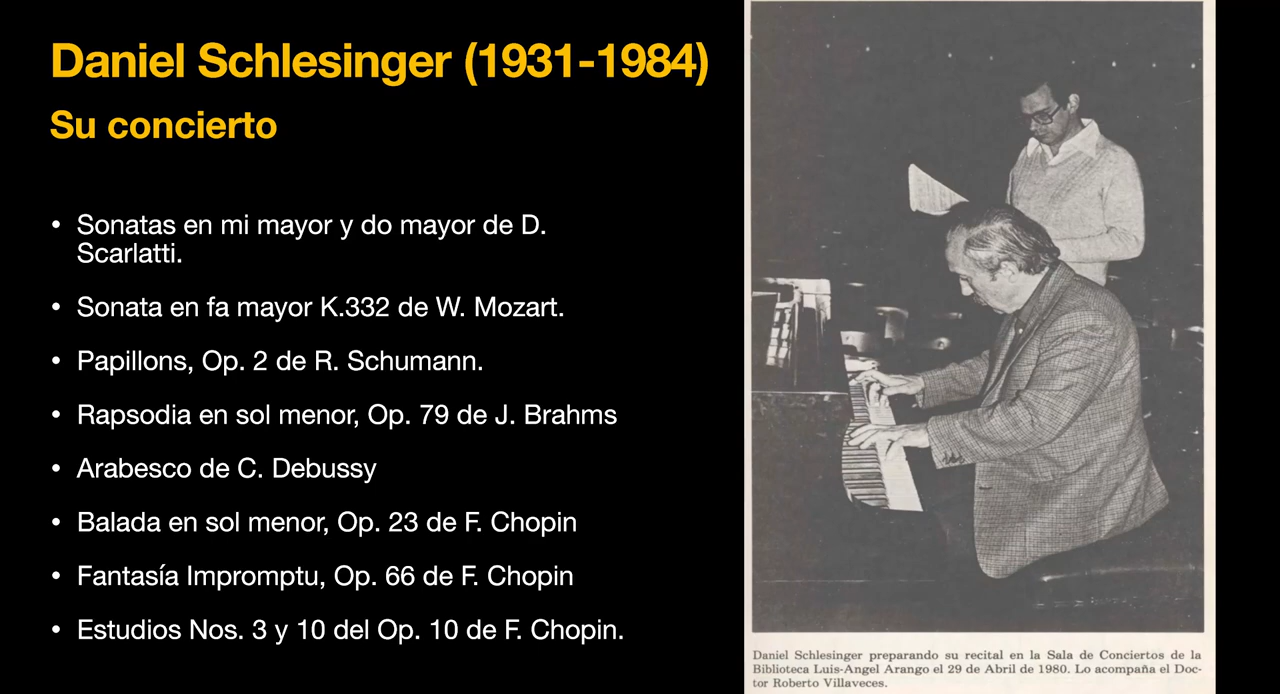 Daniel Schlesinger (1931-1984)
Su concierto
• Sonatas en mi mayor y do mayor de D.
Scarlatti.
• Sonata en fa mayor K.332 de W. Mozart.
• Papillons, Op. 2 de R. Schumann.
• Rapsodia en sol menor, Op. 79 de J. Brahms
• Arabesco de C. Debussy
• Balada en sol menor, Op. 23 de F. Chopin
• Fantasía Impromptu, Op. 66 de F. Chopin
• Estudios Nos. 3 y 10 del Op. 10 de F. Chopin.
Daniel Schlesinger preparando su recital en la Sala de Conciertos de la
Biblioteca Luis-Angel Arango el 29 de Abril de 1980. Lo acompaña el Doc-
tor Roberto Villaveces.